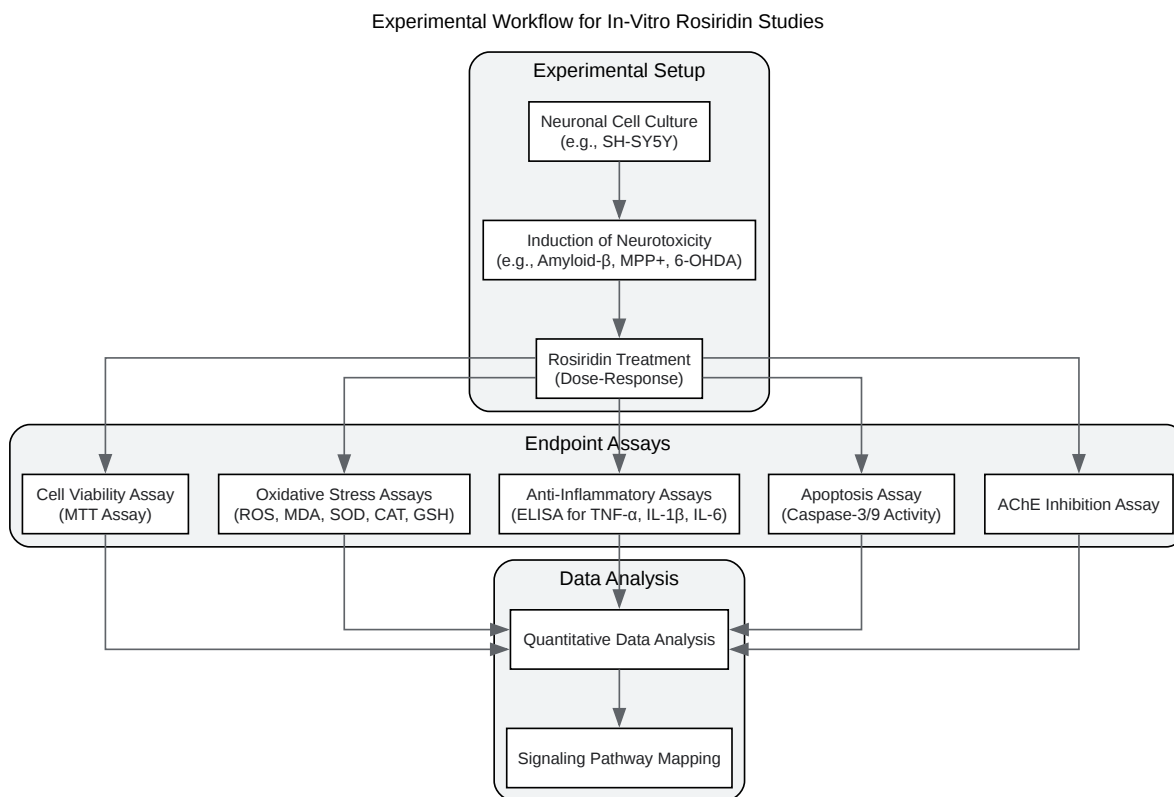 Experimental Workflow for In-Vitro Rosiridin Studies
Experimental Setup
Neuronal Cell Culture
(e.g., SH-SY5Y)
Induction of Neurotoxicity
(e.g., Amyloid-β, MPP+, 6-OHDA)
Rosiridin Treatment
(Dose-Response)
Endpoint Assays
Cell Viability Assay
(MTT Assay)
Oxidative Stress Assays
(ROS, MDA, SOD, CAT, GSH)
Anti-Inflammatory Assays
(ELISA for TNF-α, IL-1β, IL-6)
Apoptosis Assay
(Caspase-3/9 Activity)
AChE Inhibition Assay
Data Analysis
Quantitative Data Analysis
Signaling Pathway Mapping